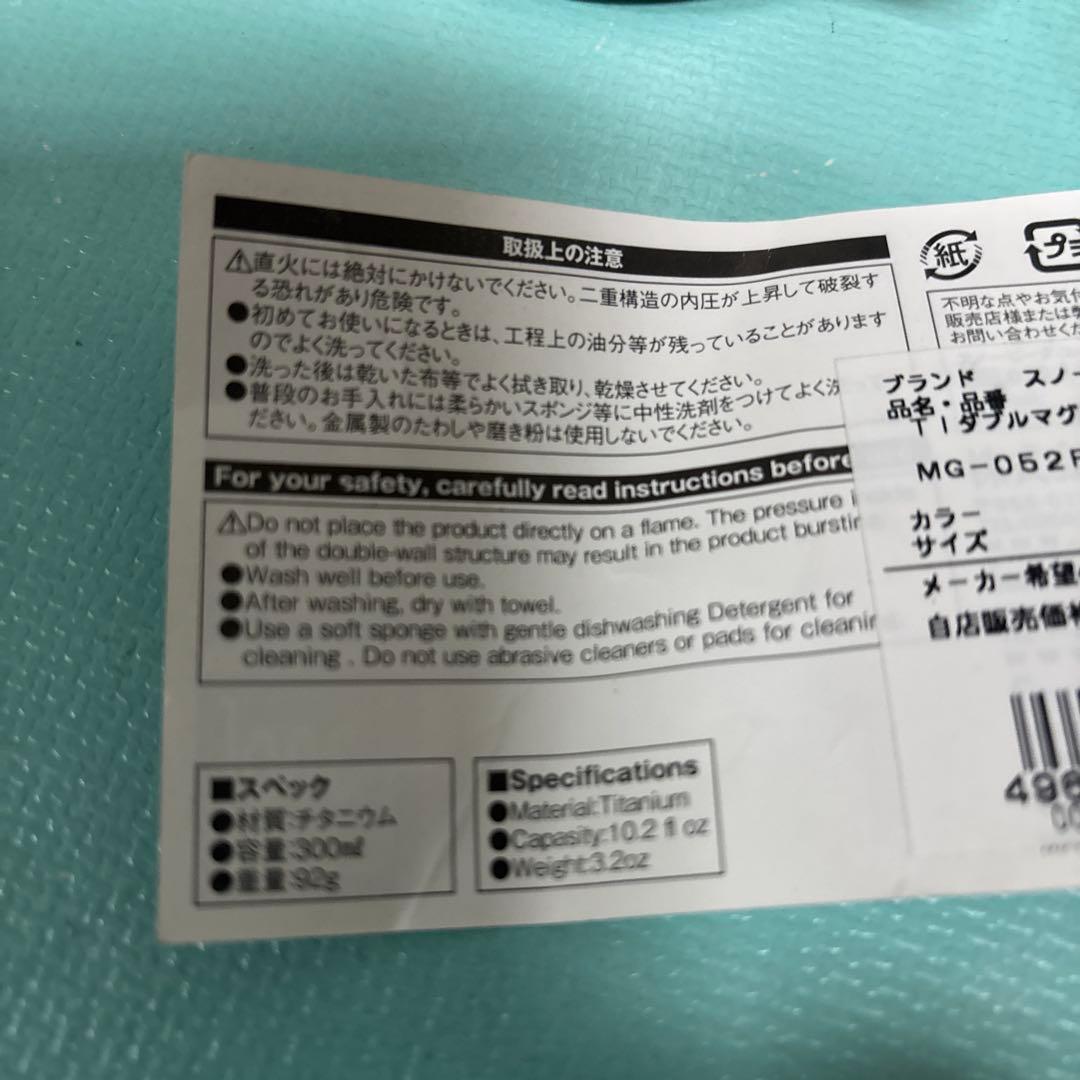 取扱上の注意
⚠直火には絶対にかけないでください。二重構造の内圧が上昇して破裂す
る恐れがあり危険です。
●初めてお使いになるときは、工程上の油分等が残っていることがあります
のでよく洗ってください。
●洗った後は乾いた布等でよく拭き取り、乾燥させてください。
●普段のお手入れには柔らかいスポンジ等に中性洗剤をつけてよく洗
ださい。金属製のたわしや磨き粉は使用しないでください。
For your safety, carefully read instructions before
⚠Do not place the product directly on a flame. The pressure
of the double-wall structure may result in the product burstin
●Wash well before use.
●After washing, dry with towel.
●Use a soft sponge with gentle dishwashing Detergent for
cleaning . Do not use abrasive cleaners or pads for cleanin
■スペック
●材質:チタニウム
●容量:300㎖
●重量:92g
■Specifications
●Material:Titanium
●Capasity:10.2 fl oz
●Weight:3.2oz
紙
プ
不明な点やお気付
販売店様または
お問い合わせくだ
ブランド スノー
品名・品番
TIダブルマグ
MG-052
カラー
サイズ
メーカー希望
自店販売価格
496